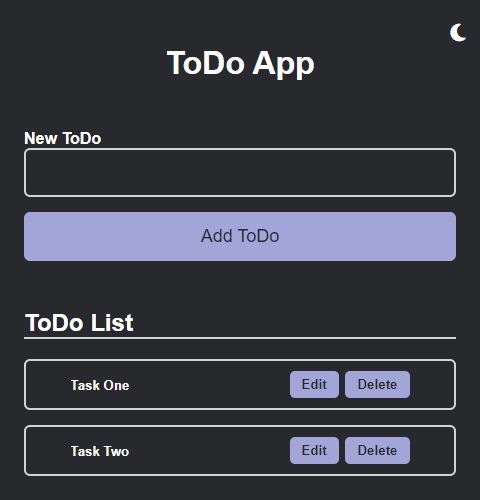 ToDo App
New ToDo
Add ToDo
ToDo List
Task One Edit Delete
Task Two Edit Delete